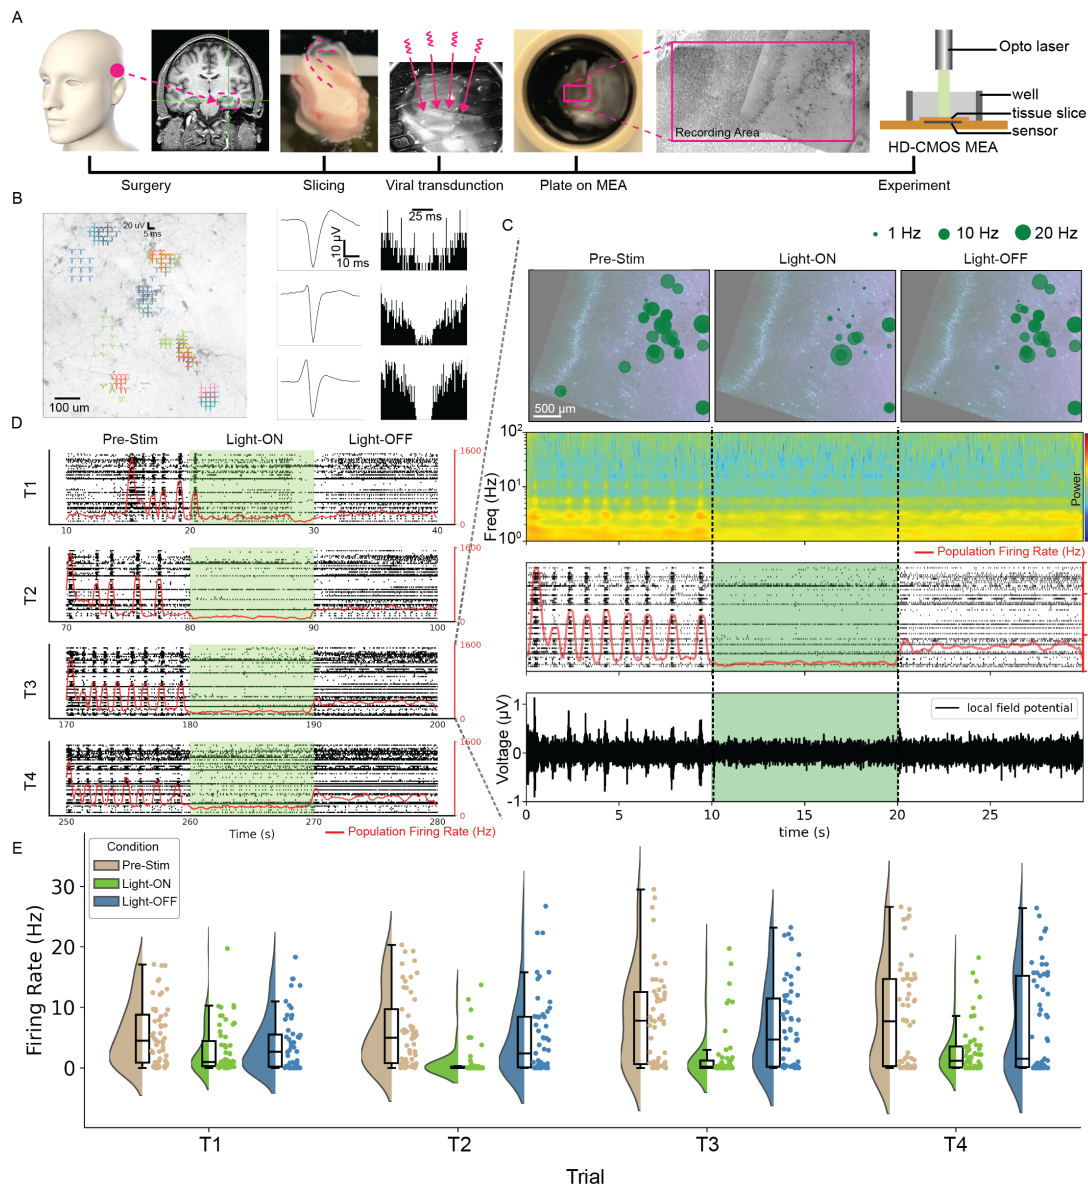 A
Recording Area
Opto laser
well
tissue slice
sensor
HD-CMOS MEA
Surgery
Slicing
Viral transdunction
Plate on MEA
Experiment
B
20 uV
5 ms
100 um
10 µV
10 ms
25 ms
C
1 Hz
10 Hz
20 Hz
Pre-Stim
Light-ON
Light-OFF
500 µm
Freq (Hz)
10²
10¹
10⁰
Power
Population Firing Rate (Hz)
Voltage (µV)
1
0
-1
local field potential
0
5
10
15
20
25
time (s)
D
Pre-Stim
Light-ON
Light-OFF
T1
1600
0
10
20
30
40
T2
1600
0
70
80
90
100
T3
1600
0
170
180
190
200
T4
1600
0
250
260
270
280
Time (s)
Population Firing Rate (Hz)
E
Condition
Pre-Stim
Light-ON
Light-OFF
Firing Rate (Hz)
30
20
10
0
T1
T2
T3
T4
Trial